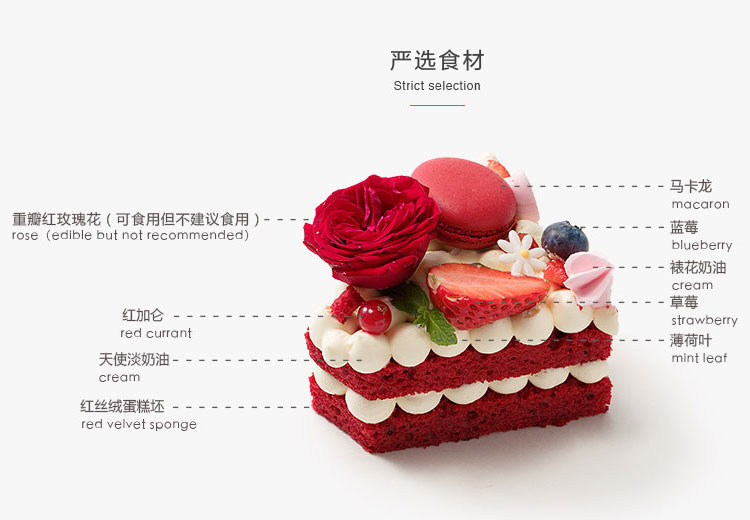 严选食材
Strict selection
重瓣红玫瑰花（可食用但不建议食用）
rose（edible but not recommended）
红加仑
red currant
天使淡奶油
cream
红丝绒蛋糕坯
red velvet sponge
马卡龙
macaron
蓝莓
blueberry
裱花奶油
cream
草莓
strawberry
薄荷叶
mint leaf